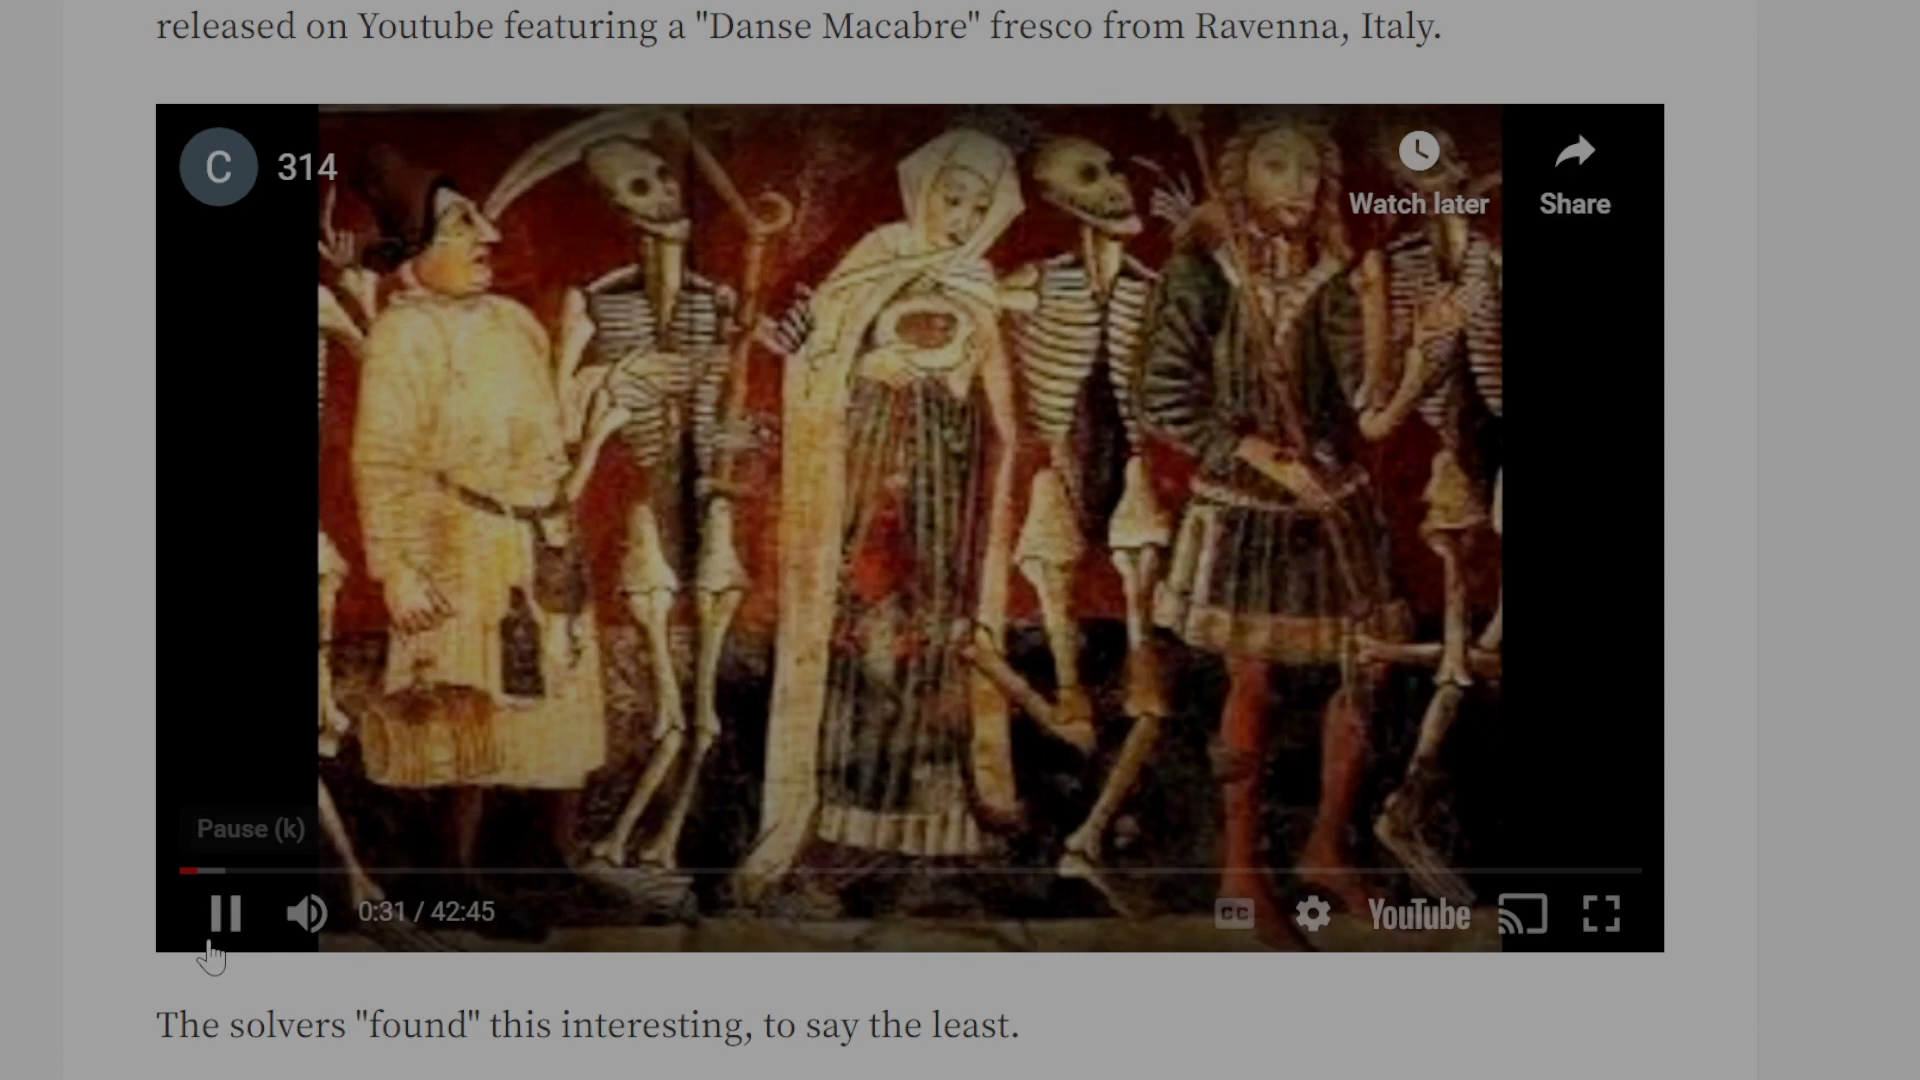 released on Youtube featuring a "Danse Macabre" fresco from Ravenna, Italy.
C 314
Watch later
Share
Pause (k)
0:31 / 42:45
CC
YouTube
The solvers "found" this interesting, to say the least.